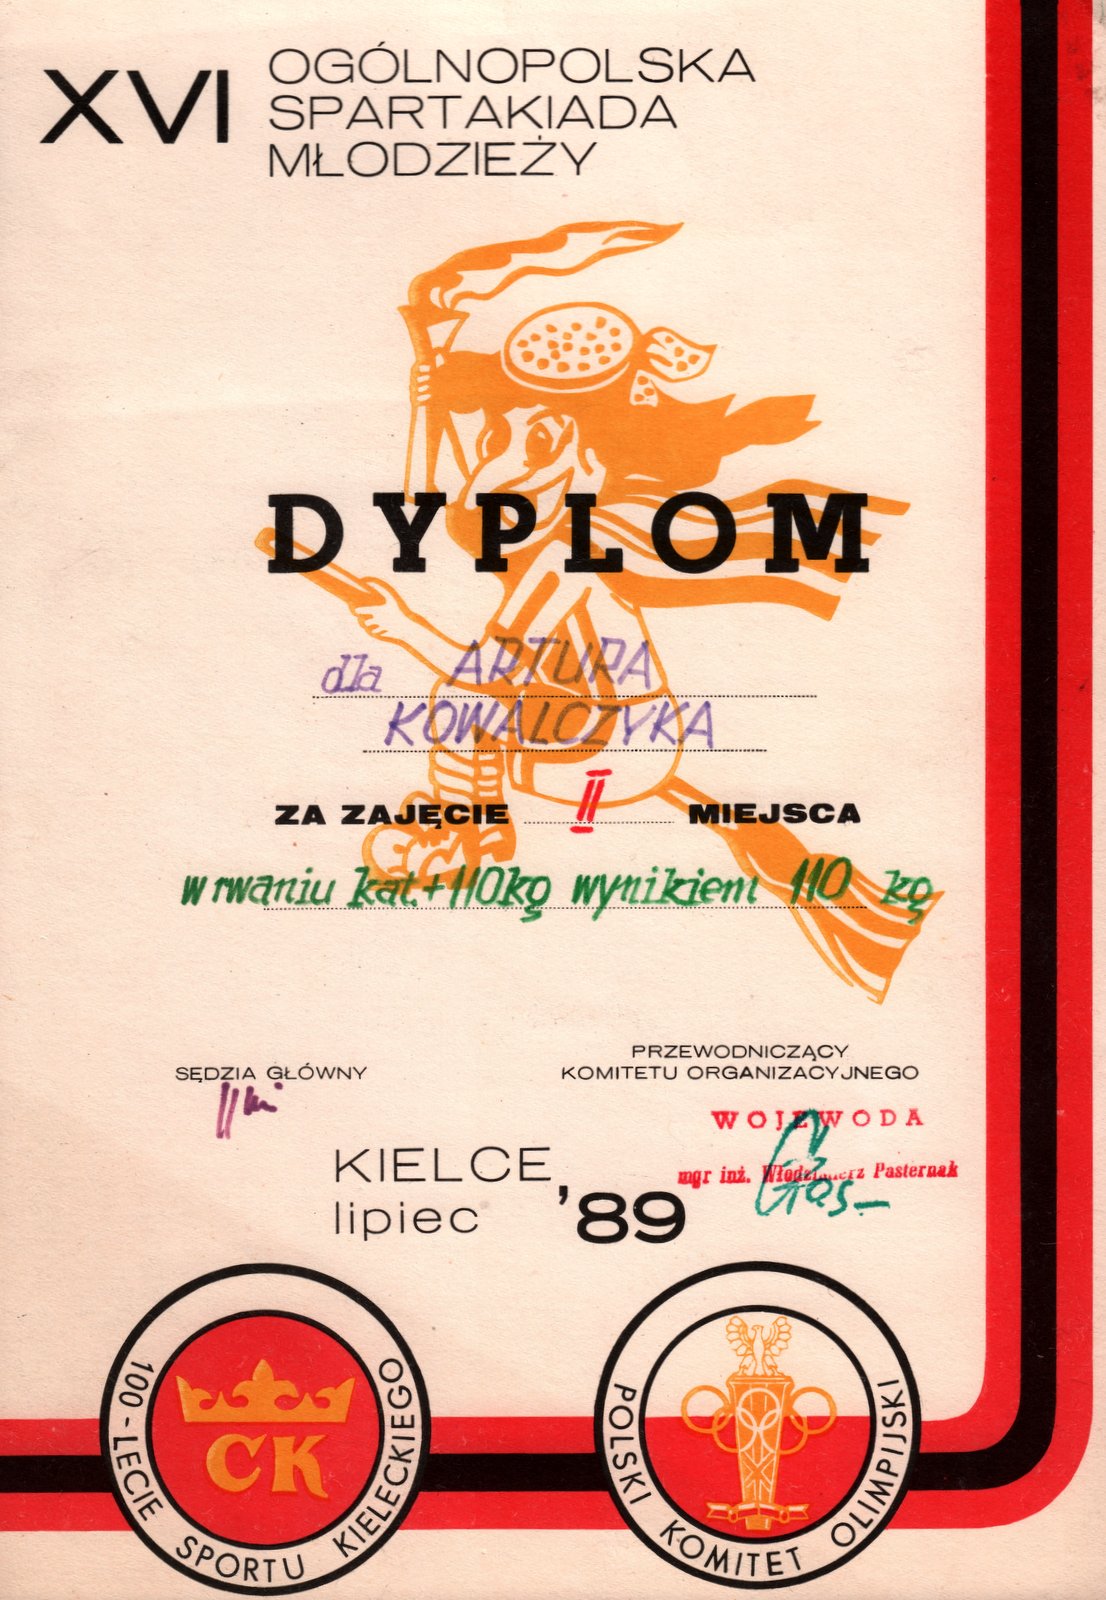 XVI OGÓLNOPOLSKA
SPARTAKIADA
MŁODZIEŻY
DYPLOM
dla ARTURA
KOWALCZYKA
ZA ZAJĘCIE II MIEJSCA
w rwaniu kat. +110kg wynikiem 110 kg
SĘDZIA GŁÓWNY
PRZEWODNICZĄCY
KOMITETU ORGANIZACYJNEGO
WOJEWODA
mgr inż. Włodzimierz Pasternak
KIELCE,
lipiec '89
100-LECIE SPORTU KIELECKIEGO
CK
POLSKI KOMITET OLIMPIJSKI